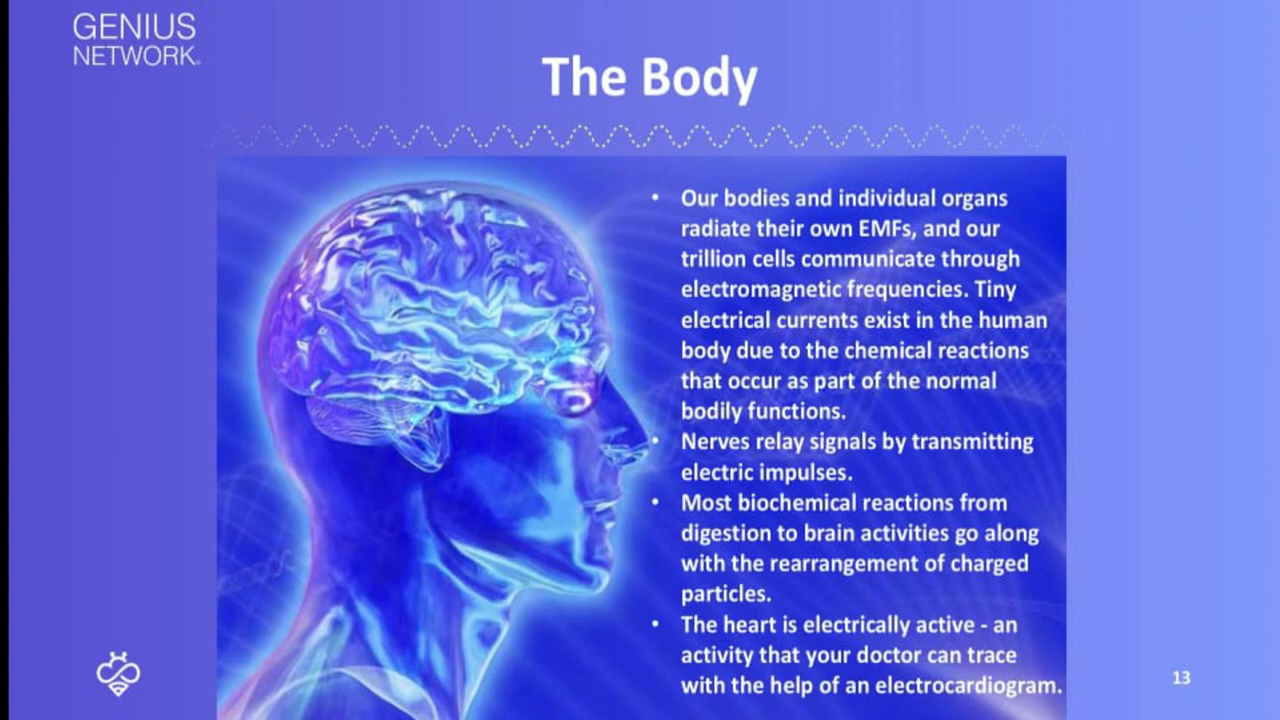 GENIUS
NETWORK®
The Body
• Our bodies and individual organs
radiate their own EMFs, and our
trillion cells communicate through
electromagnetic frequencies. Tiny
electrical currents exist in the human
body due to the chemical reactions
that occur as part of the normal
bodily functions.
• Nerves relay signals by transmitting
electric impulses.
• Most biochemical reactions from
digestion to brain activities go along
with the rearrangement of charged
particles.
• The heart is electrically active - an
activity that your doctor can trace
with the help of an electrocardiogram.
13